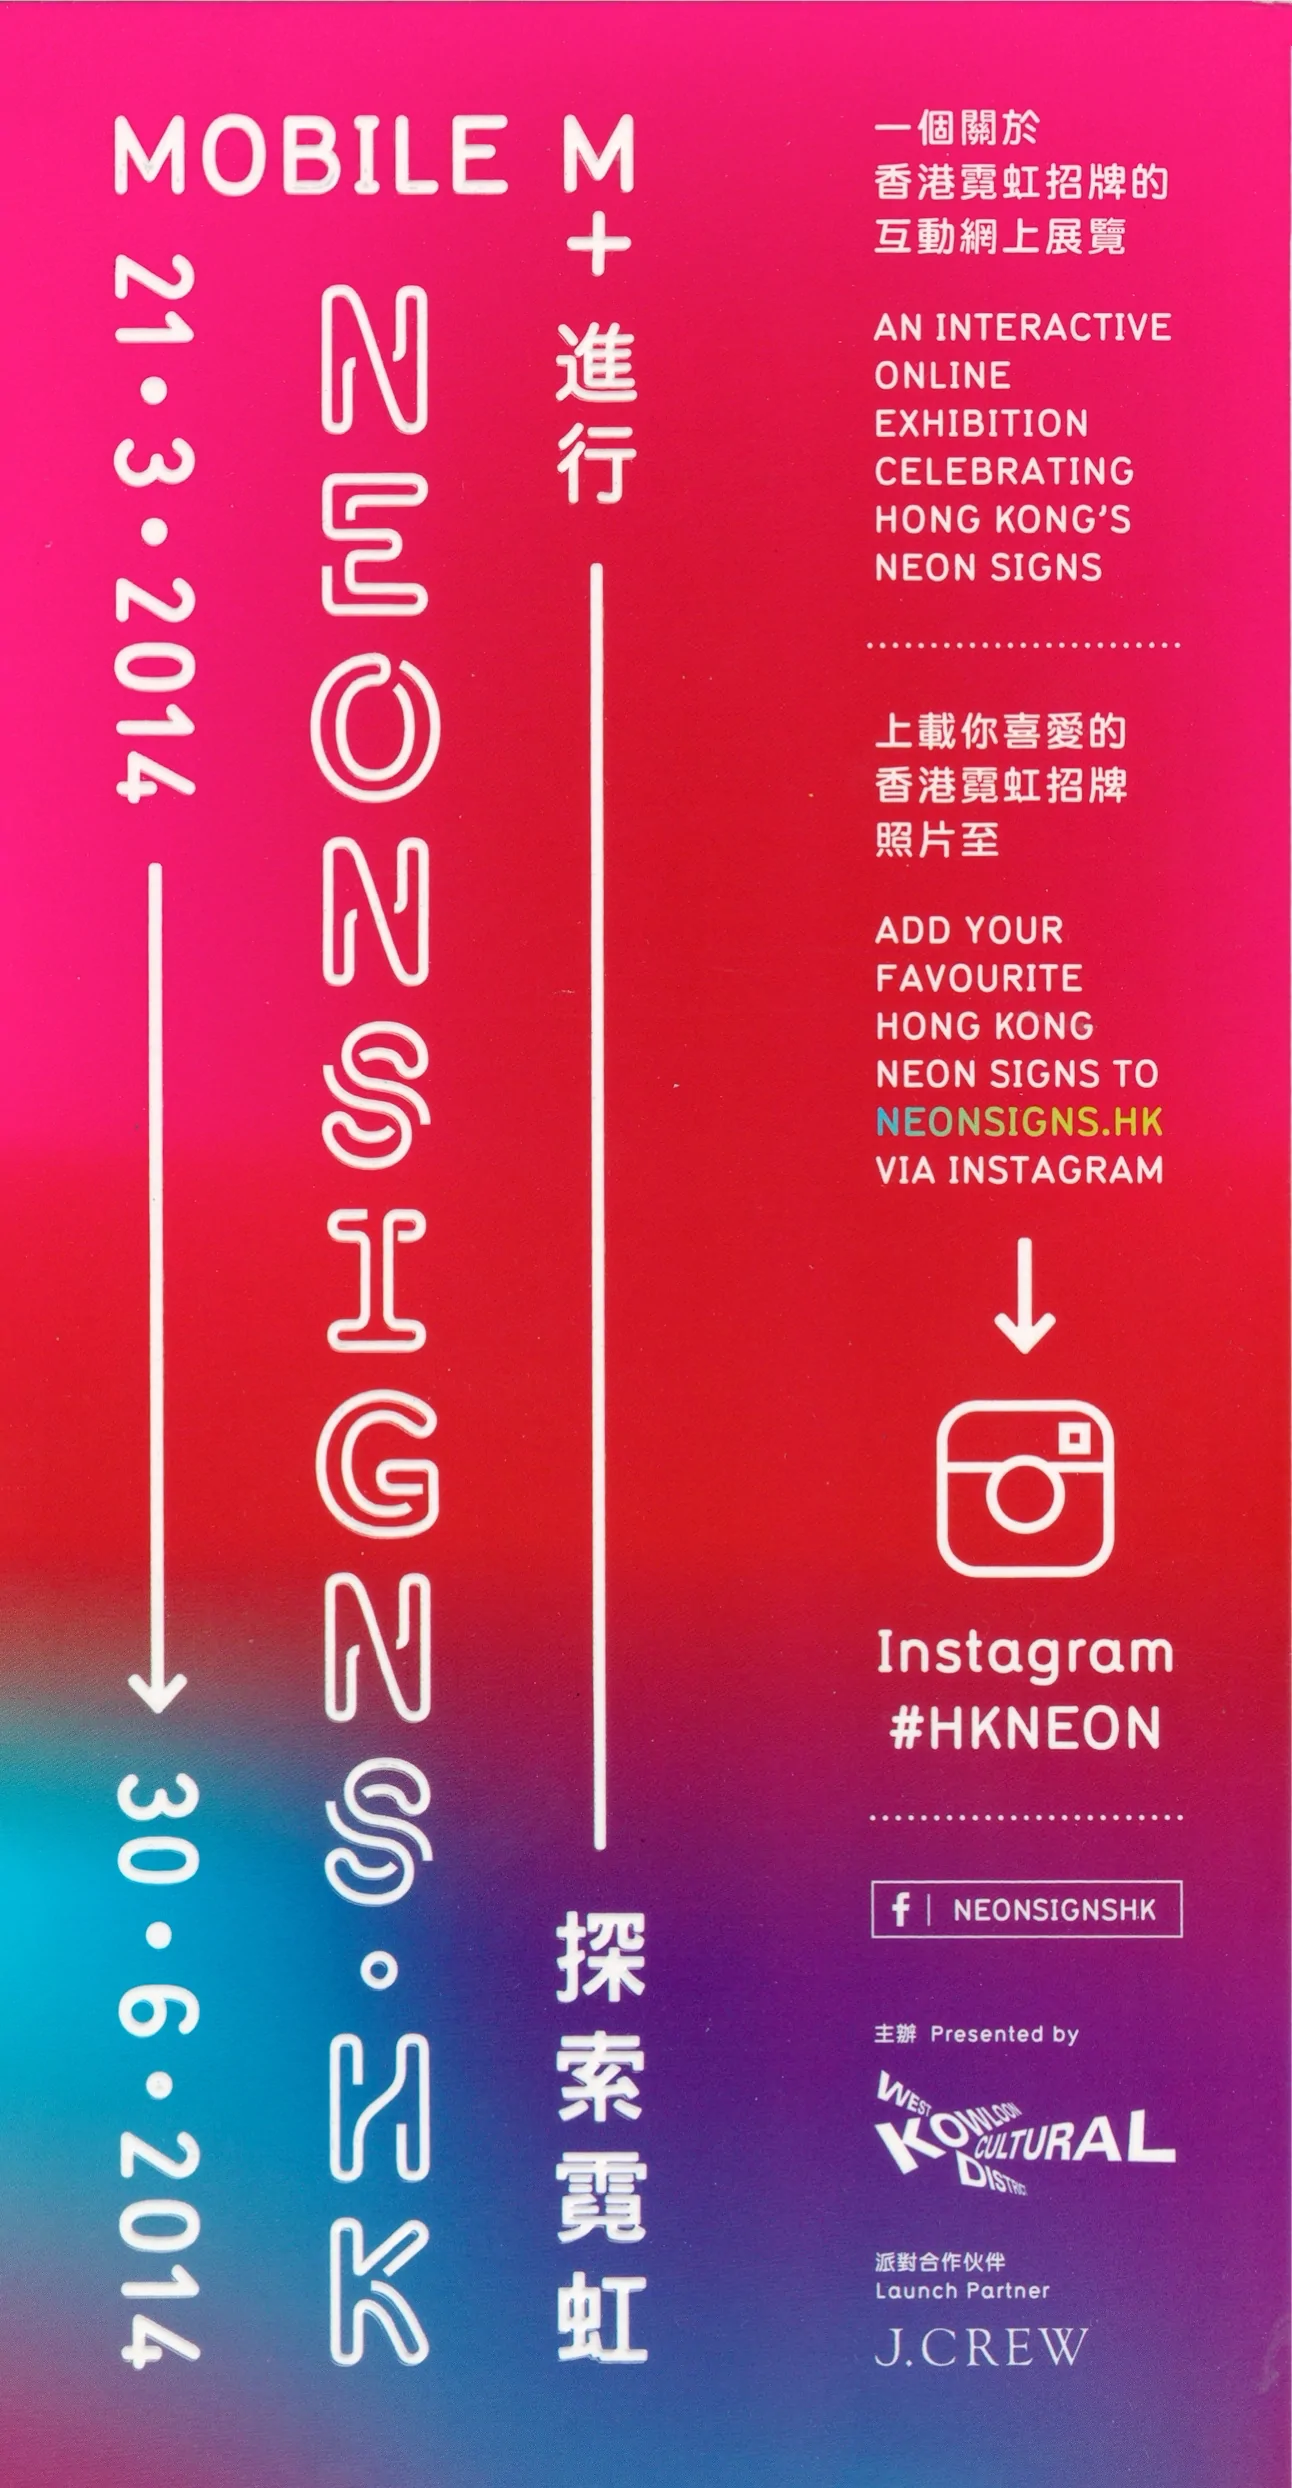 MOBILE M+ 進行
21·3·2014
30·6·2014
NEONSIGNS.HK
探索霓虹
一個關於
香港霓虹招牌的
互動網上展覽
AN INTERACTIVE
ONLINE
EXHIBITION
CELEBRATING
HONG KONG'S
NEON SIGNS
上載你喜愛的
香港霓虹招牌
照片至
ADD YOUR
FAVOURITE
HONG KONG
NEON SIGNS TO
NEONSIGNS.HK
VIA INSTAGRAM
Instagram
#HKNEON
f | NEONSIGNSHK
主辦 Presented by
WEST
KOWLOON
CULTURAL
DISTRICT
派對合作伙伴
Launch Partner
J.CREW